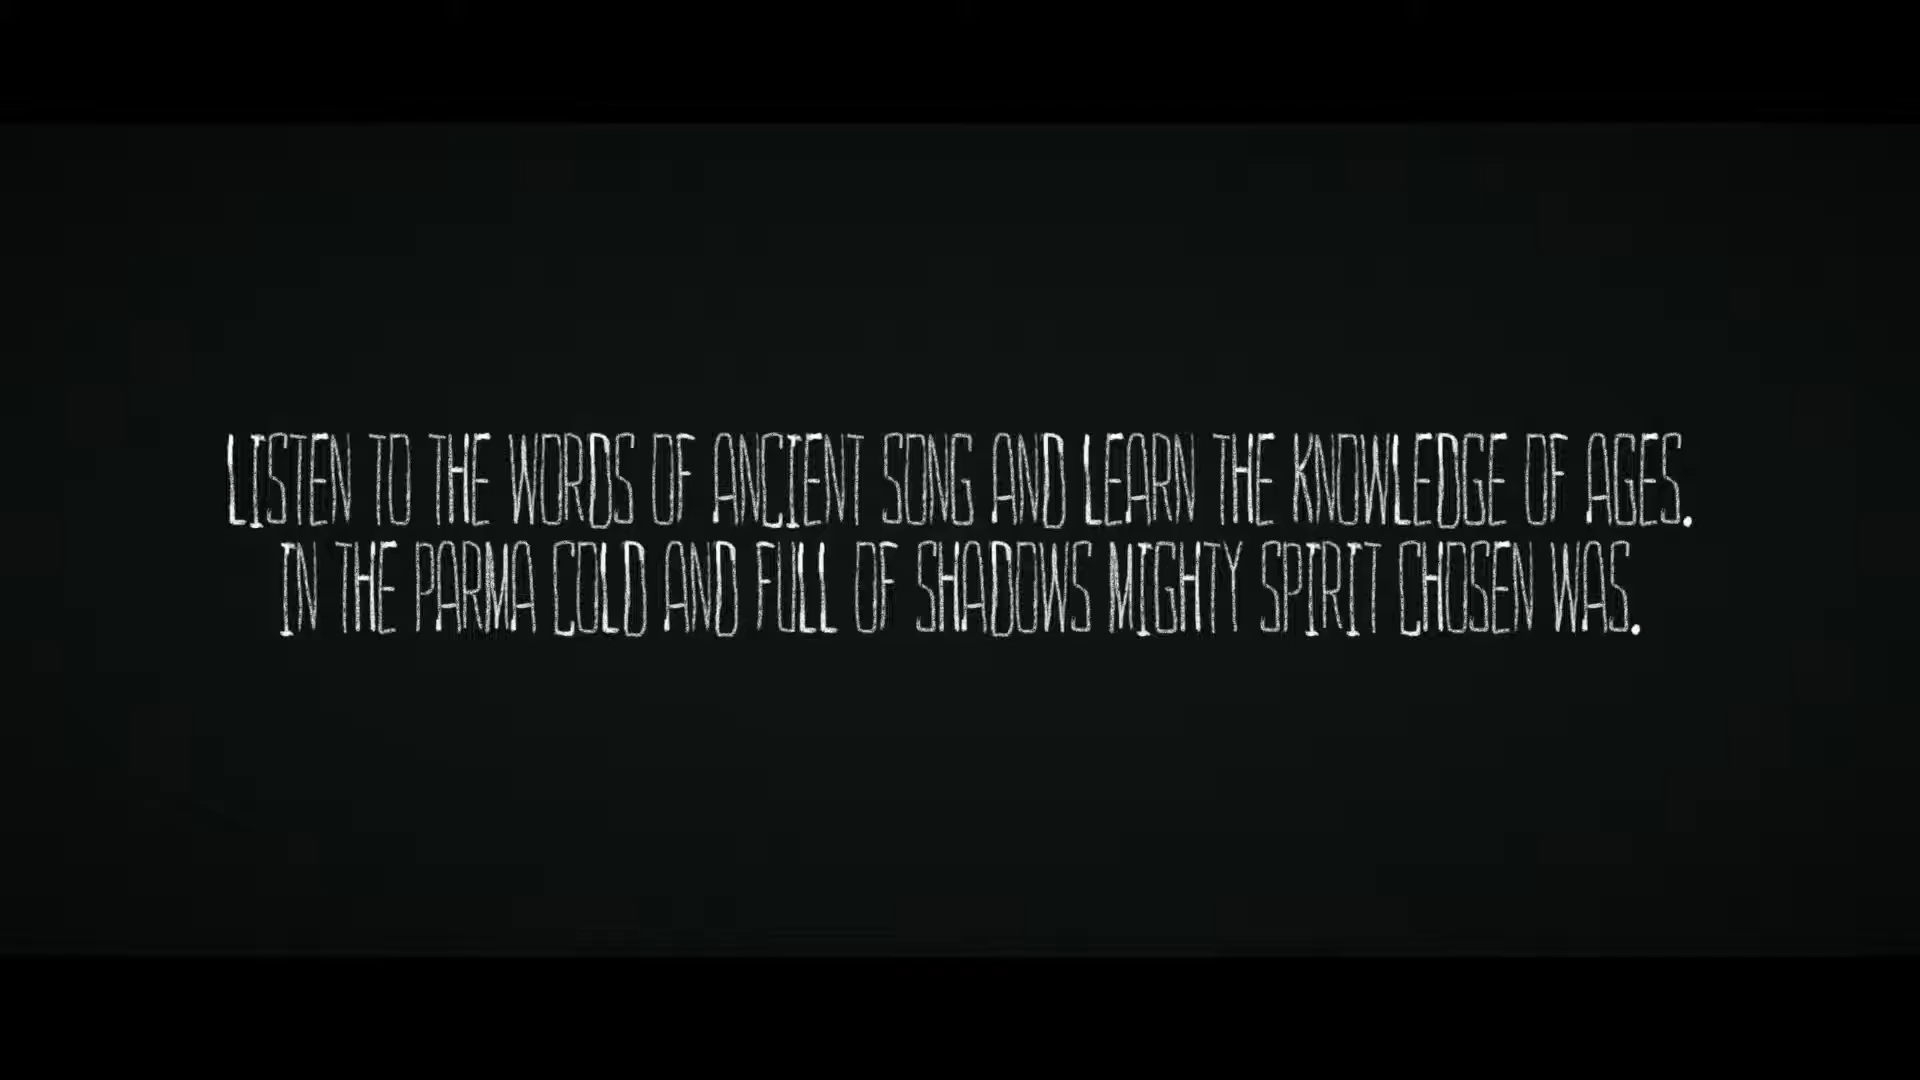 LISTEN TO THE WORDS OF ANCIENT SONG AND LEARN THE KNOWLEDGE OF AGES.
IN THE PARMA COLD AND FULL OF SHADOWS MIGHTY SPIRIT CHOSEN WAS.